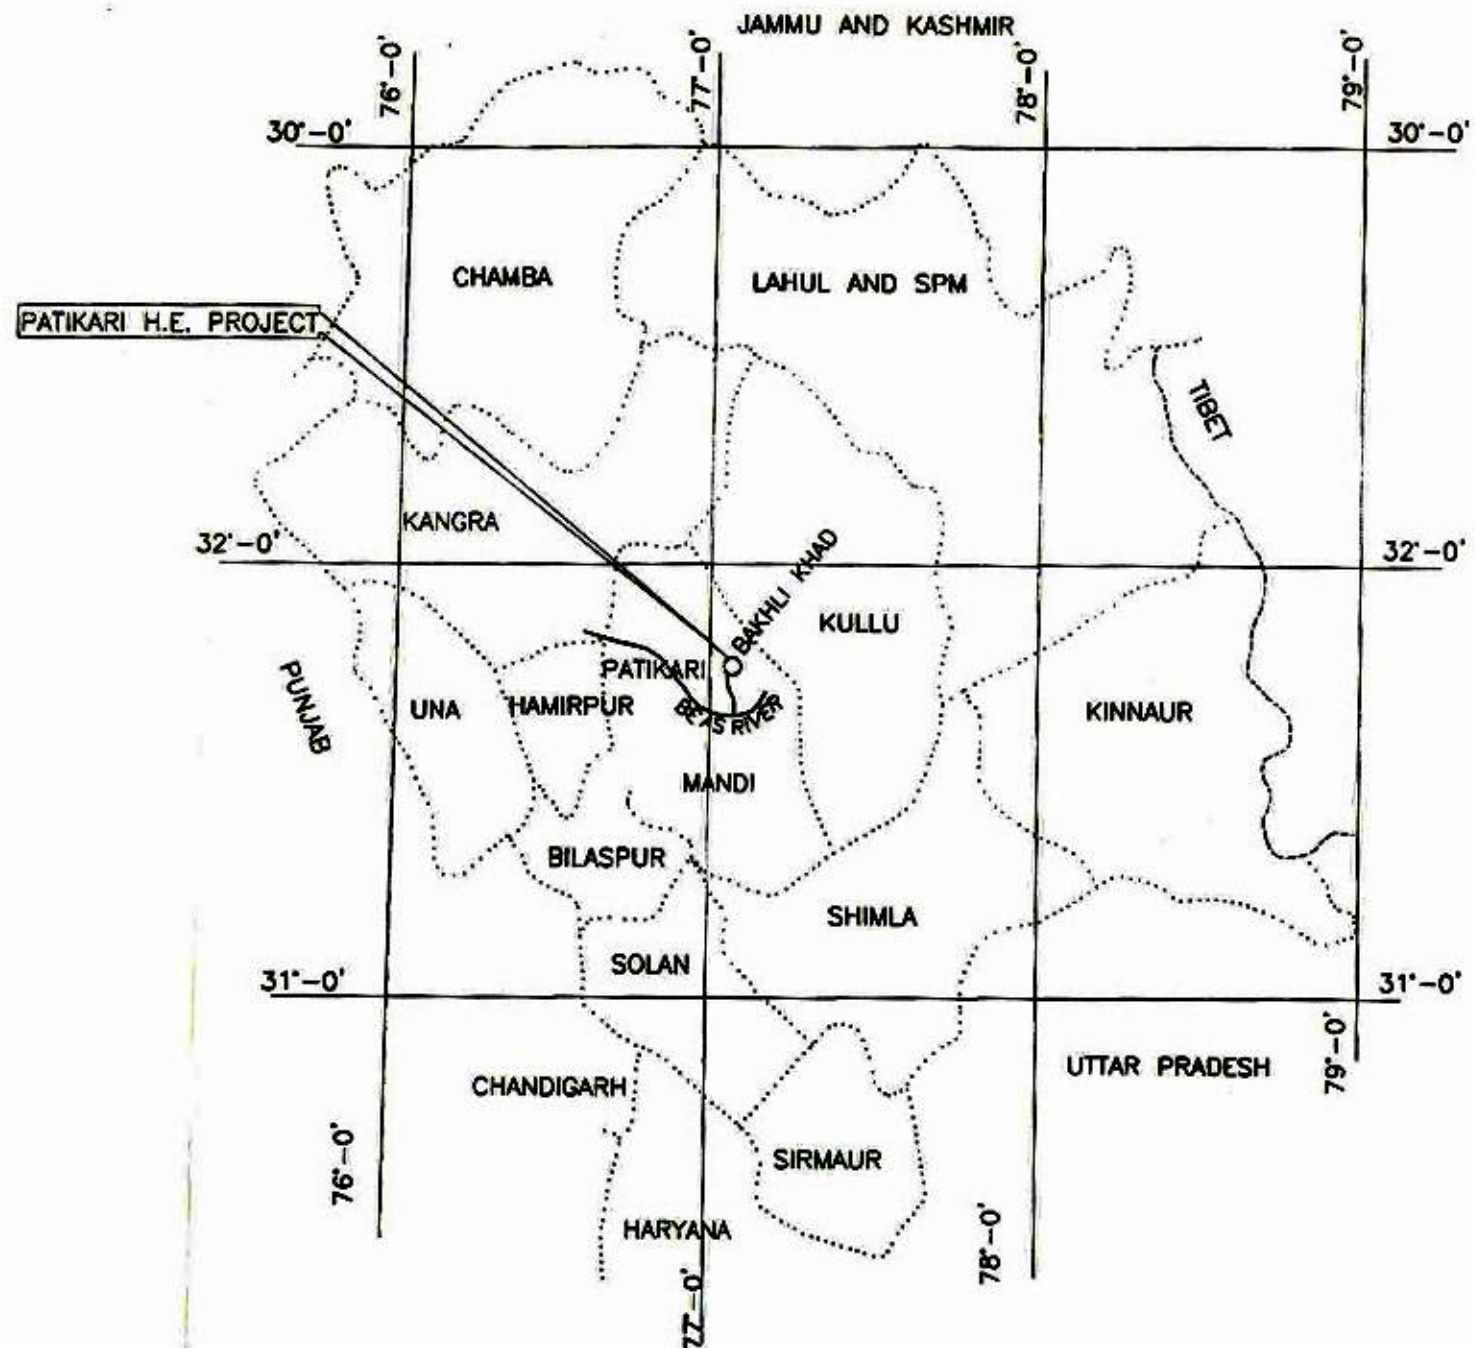 JAMMU AND KASHMIR
76°-0'
77°-0'
78°-0'
79°-0'
30°-0'
30°-0'
CHAMBA
LAHUL AND SPM
PATIKARI H.E. PROJECT
TIBET
KANGRA
32°-0'
32°-0'
BAKHLI KHAD
KULLU
PATIKARI
PUNJAB
UNA
HAMIRPUR
BEAS RIVER
KINNAUR
MANDI
BILASPUR
SHIMLA
SOLAN
31°-0'
31°-0'
UTTAR PRADESH
79°-0'
CHANDIGARH
76°-0'
SIRMAUR
HARYANA
78°-0'
77°-0'